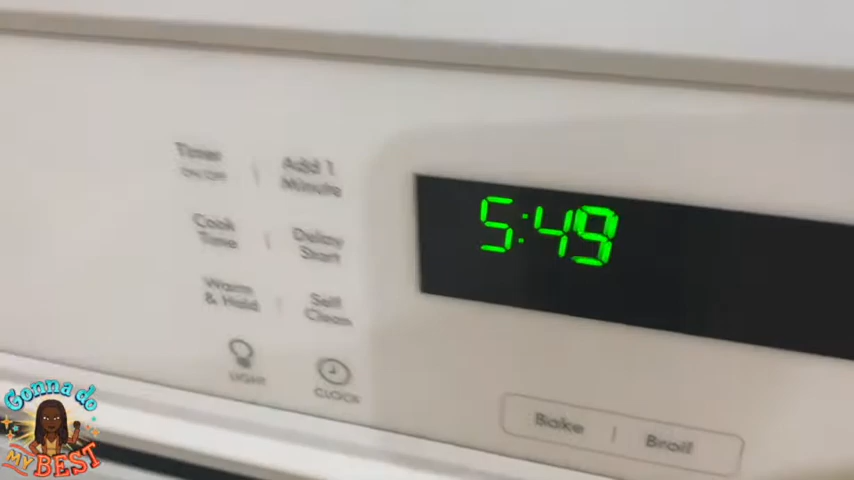 Timer
ON/OFF
Add 1
Minute
Cook
Time
Delay
Start
Warm
& Hold
Self
Clean
LIGHT
CLOCK
5:49
Bake
Broil
Gonna do
MY BEST